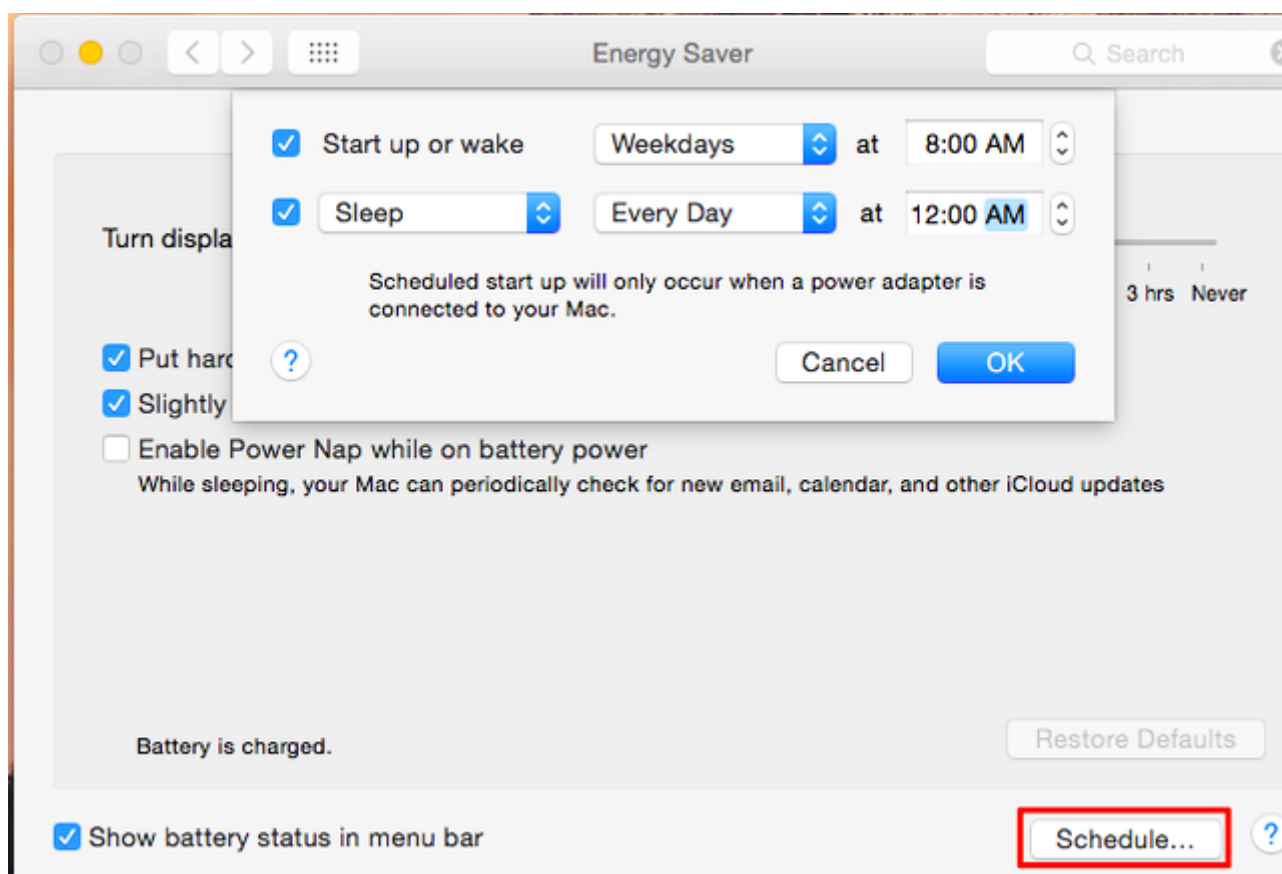 Energy Saver
Search
Start up or wake Weekdays at 8:00 AM
Sleep Every Day at 12:00 AM
Scheduled start up will only occur when a power adapter is
connected to your Mac.
? Cancel OK
Turn displa
3 hrs Never
Put hard
Slightly
Enable Power Nap while on battery power
While sleeping, your Mac can periodically check for new email, calendar, and other iCloud updates
Battery is charged.
Restore Defaults
Show battery status in menu bar
Schedule... ?